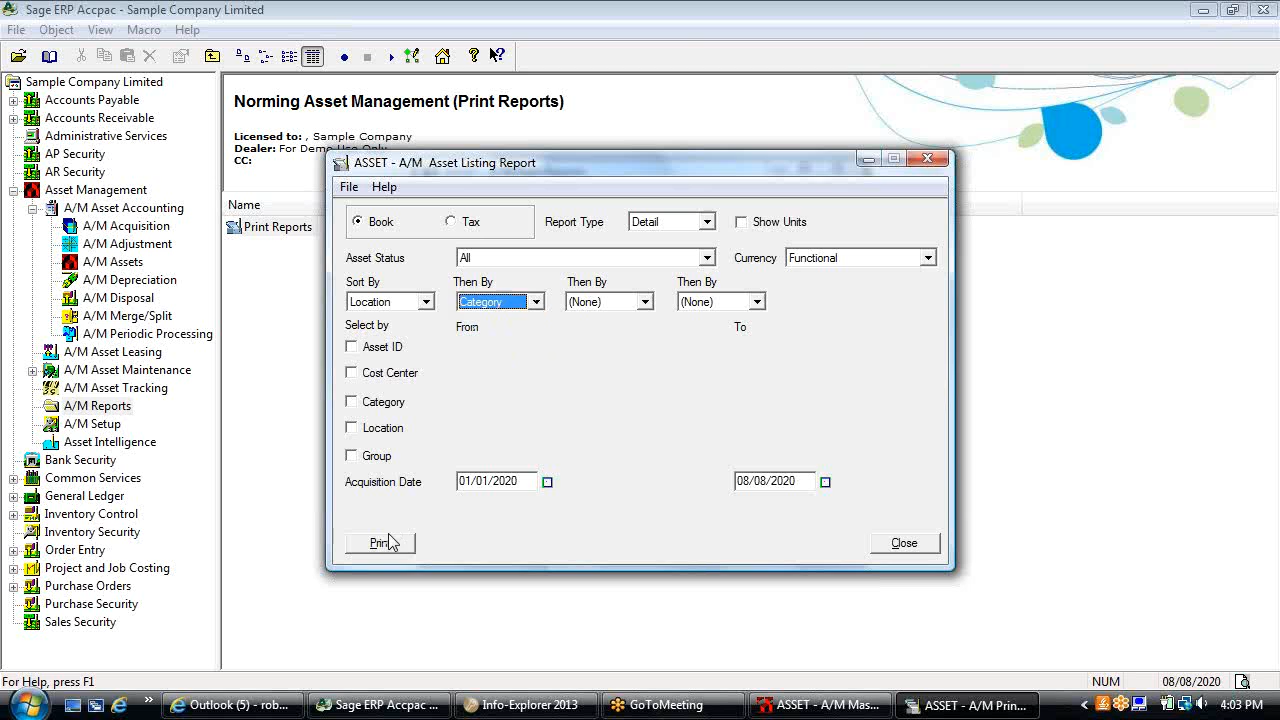 Sage ERP Accpac - Sample Company Limited
File Object View Macro Help
Sample Company Limited
Accounts Payable
Accounts Receivable
Administrative Services
AP Security
AR Security
Asset Management
A/M Asset Accounting
A/M Acquisition
A/M Adjustment
A/M Assets
A/M Depreciation
A/M Disposal
A/M Merge/Split
A/M Periodic Processing
A/M Asset Leasing
A/M Asset Maintenance
A/M Asset Tracking
A/M Reports
A/M Setup
Asset Intelligence
Bank Security
Common Services
General Ledger
Inventory Control
Inventory Security
Order Entry
Project and Job Costing
Purchase Orders
Purchase Security
Sales Security
Norming Asset Management (Print Reports)
Licensed to: , Sample Company
Dealer: For Demo Use Only
CC:
Name
Print Reports
ASSET - A/M Asset Listing Report
File Help
Book Tax Report Type Detail Show Units
Asset Status All Currency Functional
Sort By Then By Then By Then By
Location Category (None) (None)
Select by From To
Asset ID
Cost Center
Category
Location
Group
Acquisition Date 01/01/2020 08/08/2020
Print Close
For Help, press F1 NUM 08/08/2020
Outlook (5) - rob... Sage ERP Accpac ... Info-Explorer 2013 GoToMeeting ASSET - A/M Mas... ASSET - A/M Prin... 4:03 PM